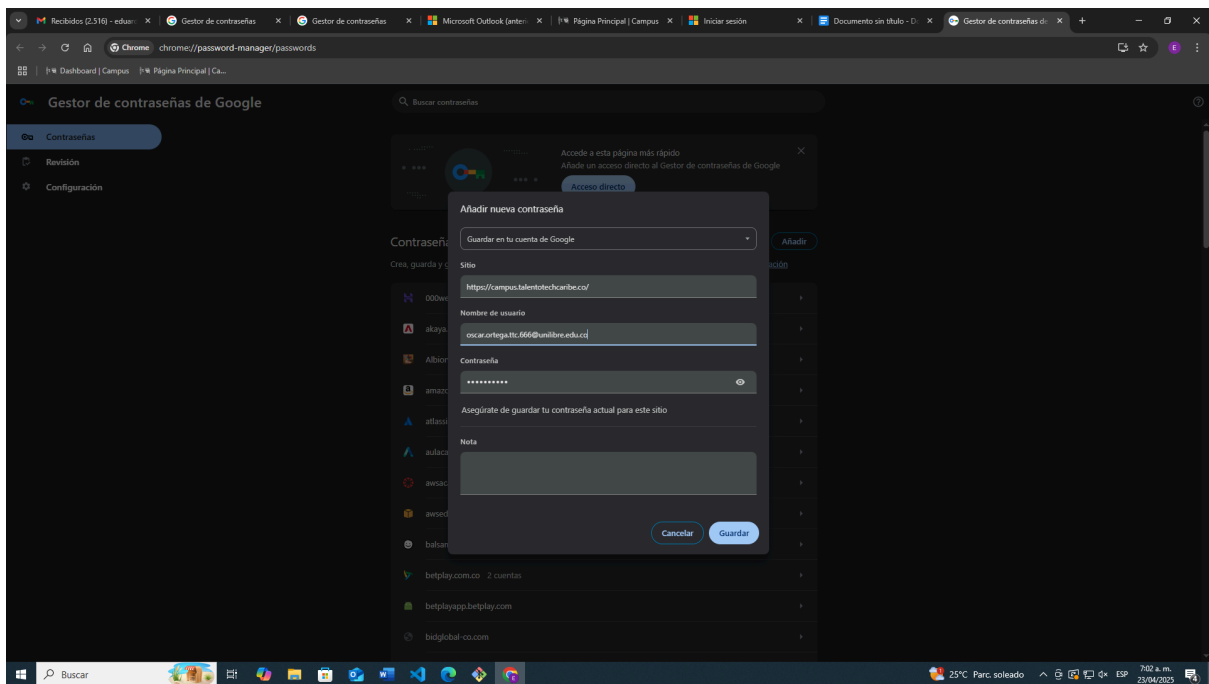 Recibidos (2.516) - eduar
Gestor de contraseñas
Gestor de contraseñas
Microsoft Outlook (anteri
Página Principal | Campus
Iniciar sesión
Documento sin título - D
Gestor de contraseñas de
Chrome chrome://password-manager/passwords
E
Dashboard | Campus
Página Principal | Ca...
Gestor de contraseñas de Google
Buscar contraseñas
Contraseñas
Revisión
Configuración
Accede a esta página más rápido
Añade un acceso directo al Gestor de contraseñas de Google
Acceso directo
Añadir nueva contraseña
Guardar en tu cuenta de Google
Contraseña
Añadir
Crea, guarda y g
Sitio
https://campus.talentotechcaribe.co/
000we
Nombre de usuario
oscar.ortega.ttc.666@unilibre.edu.co
akaya.
Albion
Contraseña
••••••••••
amazo
Asegúrate de guardar tu contraseña actual para este sitio
atlassi
Nota
aulaca
awsac
awsed
Cancelar
Guardar
balsan
betplay.com.co 2 cuentas
betplayapp.betplay.com
bidglobal-co.com
Buscar
25°C Parc. soleado
ESP
7:02 a. m.
23/04/2025